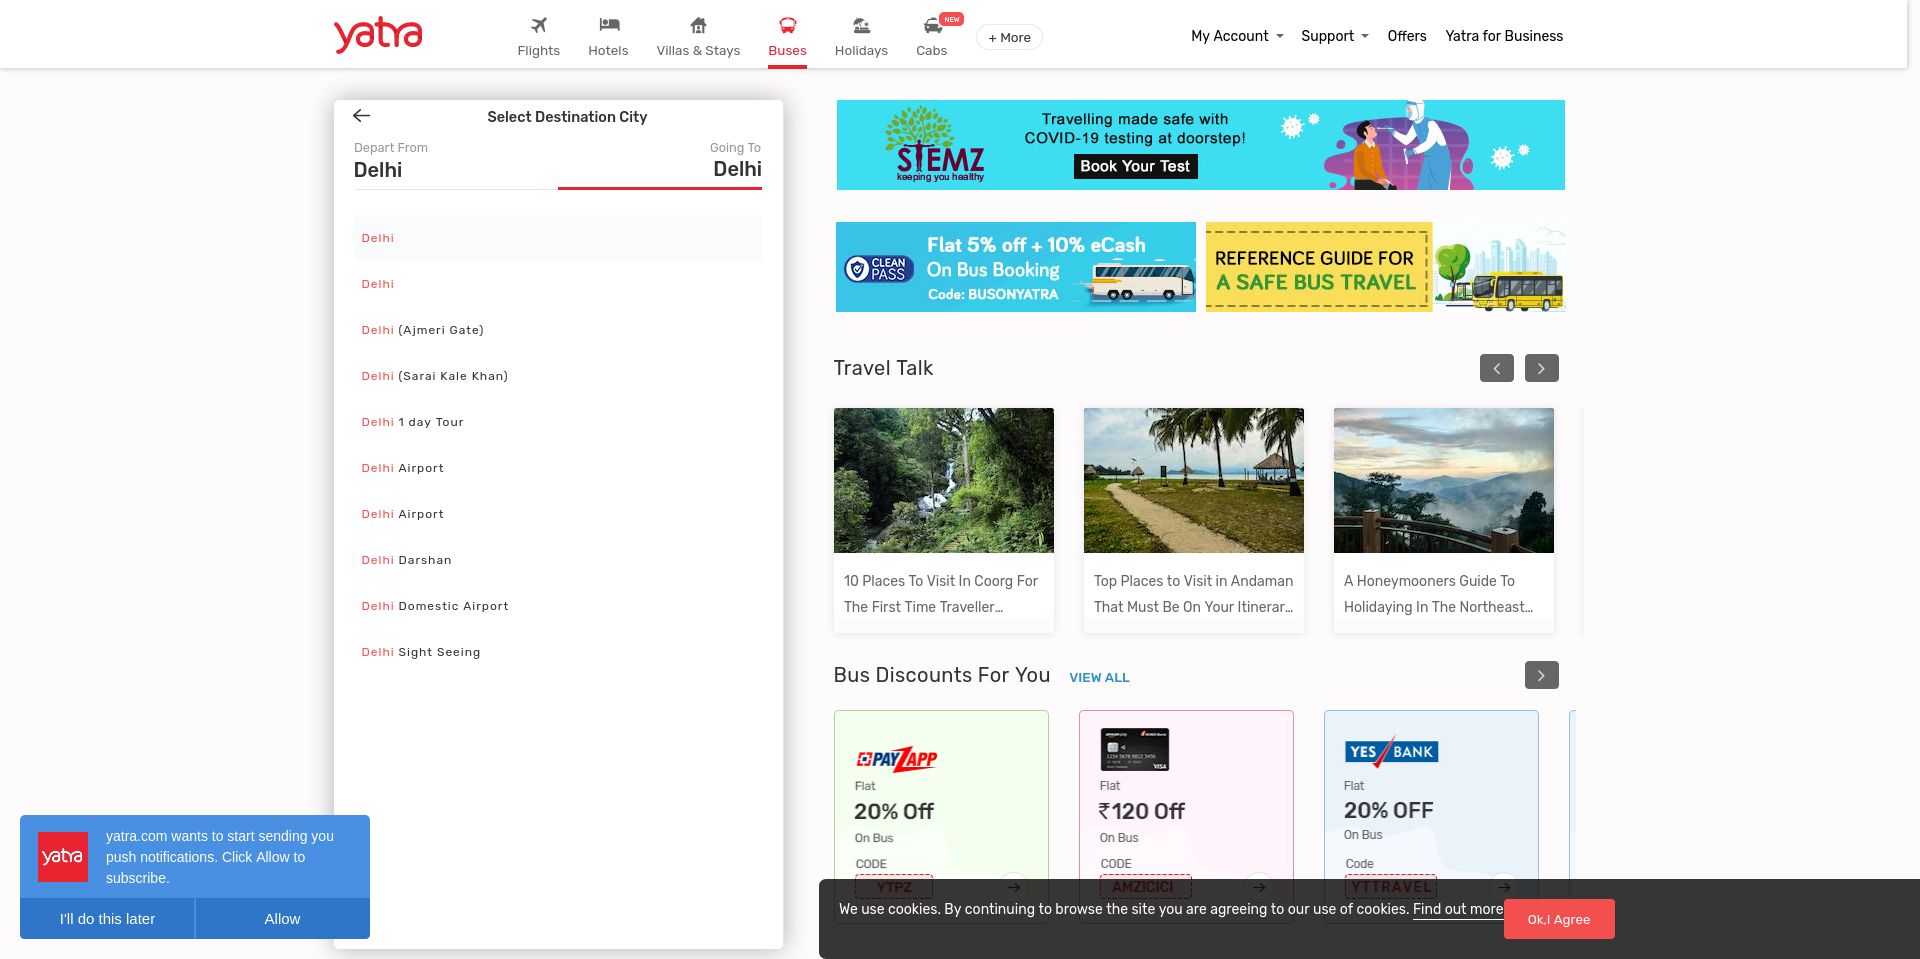 yatra
Flights
Hotels
Villas & Stays
Buses
Holidays
Cabs
NEW
+ More
My Account
Support
Offers
Yatra for Business
Select Destination City
Depart From
Going To
Delhi
Delhi
Delhi
Delhi
Delhi (Ajmeri Gate)
Delhi (Sarai Kale Khan)
Delhi 1 day Tour
Delhi Airport
Delhi Airport
Delhi Darshan
Delhi Domestic Airport
Delhi Sight Seeing
STEMZ
keeping you healthy
Travelling made safe with
COVID-19 testing at doorstep!
Book Your Test
CLEAN
PASS
Flat 5% off + 10% eCash
On Bus Booking
Code: BUSONYATRA
REFERENCE GUIDE FOR
A SAFE BUS TRAVEL
Travel Talk
10 Places To Visit In Coorg For
The First Time Traveller...
Top Places to Visit in Andaman
That Must Be On Your Itinerar...
A Honeymooners Guide To
Holidaying In The Northeast...
Bus Discounts For You
VIEW ALL
PAYZAPP
Flat
20% Off
On Bus
CODE
YTPZ
VISA
Flat
₹120 Off
On Bus
CODE
AMZICICI
YES BANK
Flat
20% OFF
On Bus
Code
YTTRAVEL
yatra
yatra.com wants to start sending you
push notifications. Click Allow to
subscribe.
I'll do this later
Allow
We use cookies. By continuing to browse the site you are agreeing to our use of cookies. Find out more
Ok,I Agree